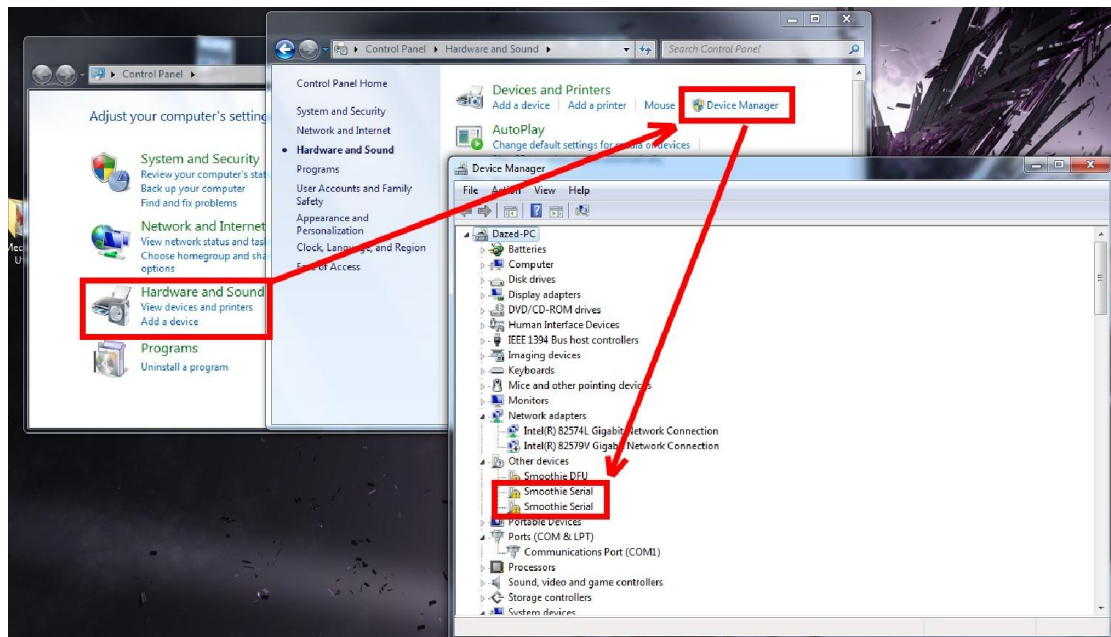 Control Panel
Adjust your computer's setting
System and Security
Review your computer's stat
Back up your computer
Find and fix problems
Network and Internet
View network status and tas
Choose homegroup and sha
options
Hardware and Sound
View devices and printers
Add a device
Programs
Uninstall a program
Control Panel Hardware and Sound
Search Control Panel
Control Panel Home
System and Security
Network and Internet
Hardware and Sound
Programs
User Accounts and Family
Safety
Appearance and
Personalization
Clock, Language, and Region
Ease of Access
Devices and Printers
Add a device Add a printer Mouse Device Manager
AutoPlay
Change default settings for media or devices
Device Manager
File Action View Help
Dazed-PC
Batteries
Computer
Disk drives
Display adapters
DVD/CD-ROM drives
Human Interface Devices
IEEE 1394 Bus host controllers
Imaging devices
Keyboards
Mice and other pointing devices
Monitors
Network adapters
Intel(R) 82574L Gigabit Network Connection
Intel(R) 82579V Gigabit Network Connection
Other devices
Smoothie DFU
Smoothie Serial
Smoothie Serial
Portable Devices
Ports (COM & LPT)
Communications Port (COM1)
Processors
Sound, video and game controllers
Storage controllers
System devices